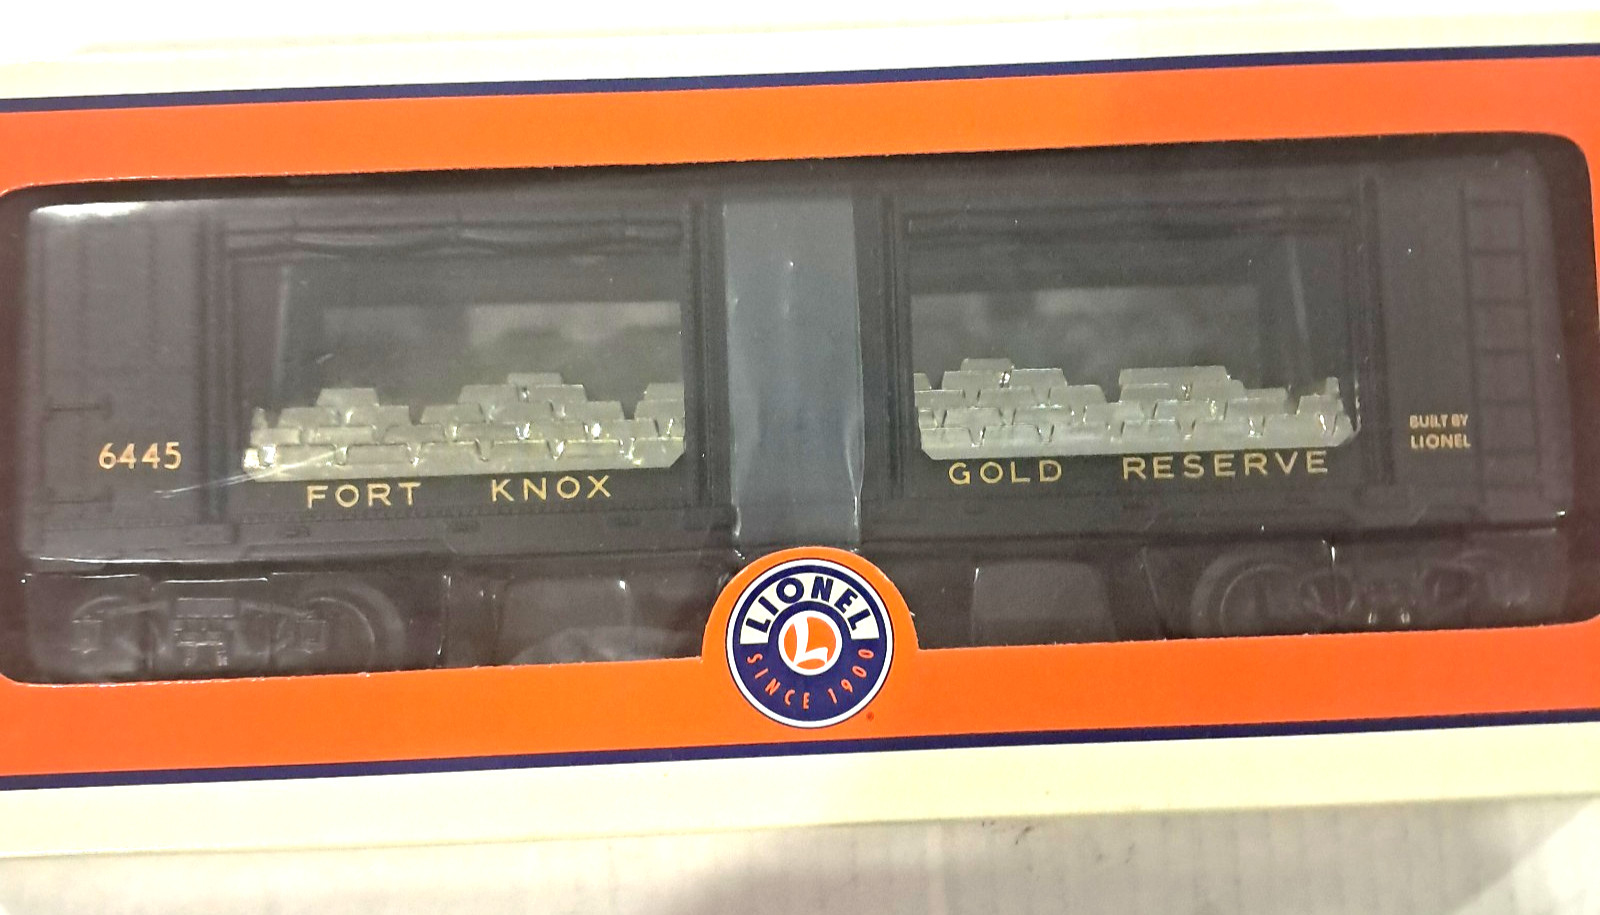 6445
FORT KNOX
GOLD RESERVE
BUILT BY
LIONEL
LIONEL
L
SINCE 1900